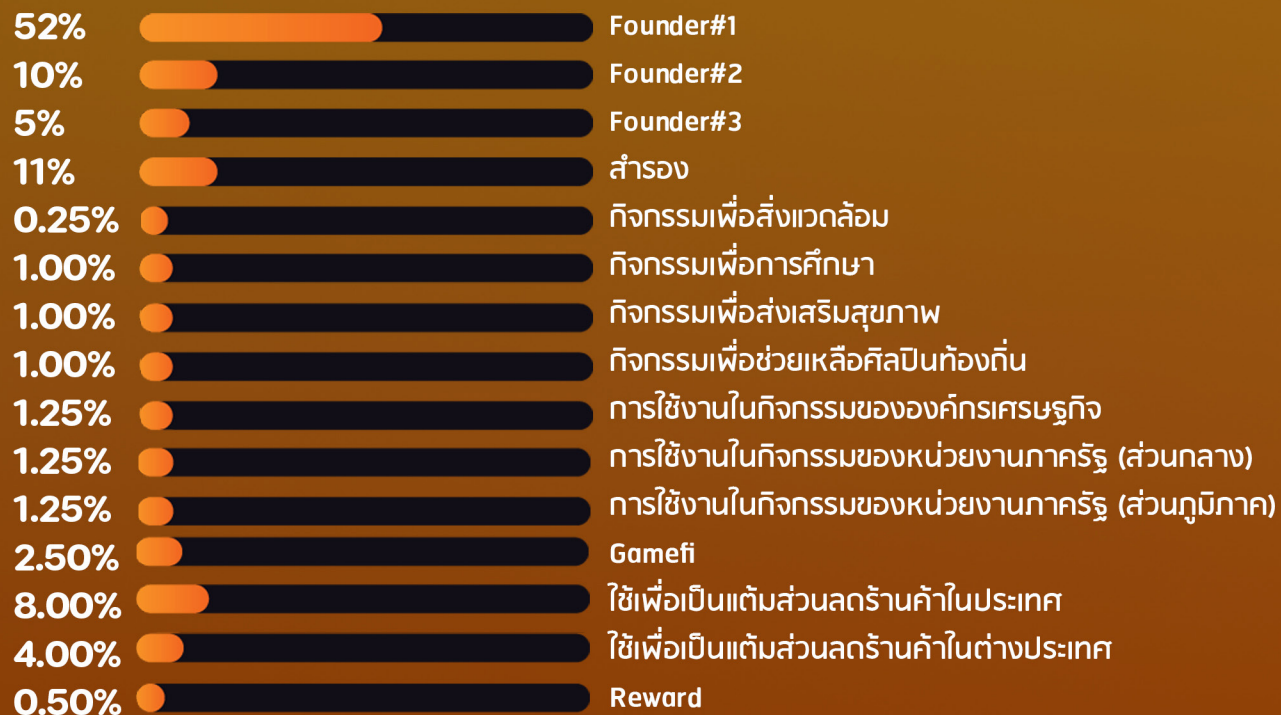 52% Founder#1
10% Founder#2
5% Founder#3
11% สำรอง
0.25% กิจกรรมเพื่อสิ่งแวดล้อม
1.00% กิจกรรมเพื่อการศึกษา
1.00% กิจกรรมเพื่อส่งเสริมสุขภาพ
1.00% กิจกรรมเพื่อช่วยเหลือศิลปินท้องถิ่น
1.25% การใช้งานในกิจกรรมขององค์กรเศรษฐกิจ
1.25% การใช้งานในกิจกรรมของหน่วยงานภาครัฐ (ส่วนกลาง)
1.25% การใช้งานในกิจกรรมของหน่วยงานภาครัฐ (ส่วนภูมิภาค)
2.50% Gamefi
8.00% ใช้เพื่อเป็นแต้มส่วนลดร้านค้าในประเทศ
4.00% ใช้เพื่อเป็นแต้มส่วนลดร้านค้าในต่างประเทศ
0.50% Reward